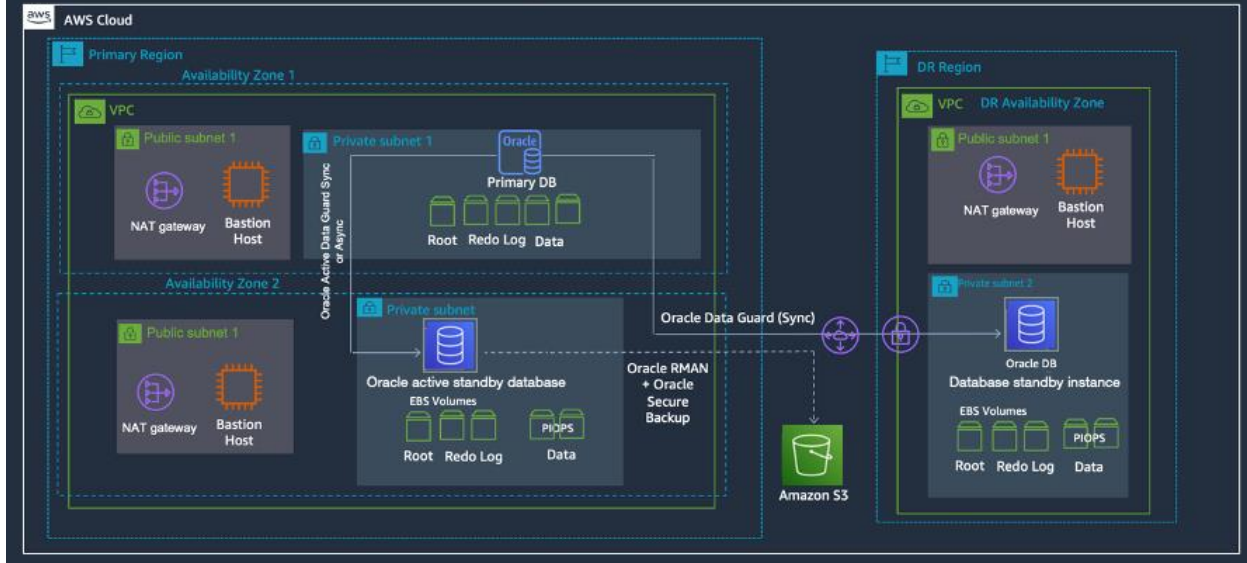 aws
AWS Cloud
Primary Region
Availability Zone 1
VPC
Public subnet 1
NAT gateway
Bastion
Host
Private subnet 1
Oracle
Primary DB
Root
Redo Log
Data
Oracle Active Data Guard Sync
or Async
Availability Zone 2
Public subnet 1
NAT gateway
Bastion
Host
Private subnet
Oracle active standby database
EBS Volumes
PIOPS
Root
Redo Log
Data
Oracle Data Guard (Sync)
Oracle RMAN
+ Oracle
Secure
Backup
Amazon S3
DR Region
VPC
DR Availability Zone
Public subnet 1
NAT gateway
Bastion
Host
Private subnet 2
Oracle DB
Database standby instance
EBS Volumes
PIOPS
Root
Redo Log
Data